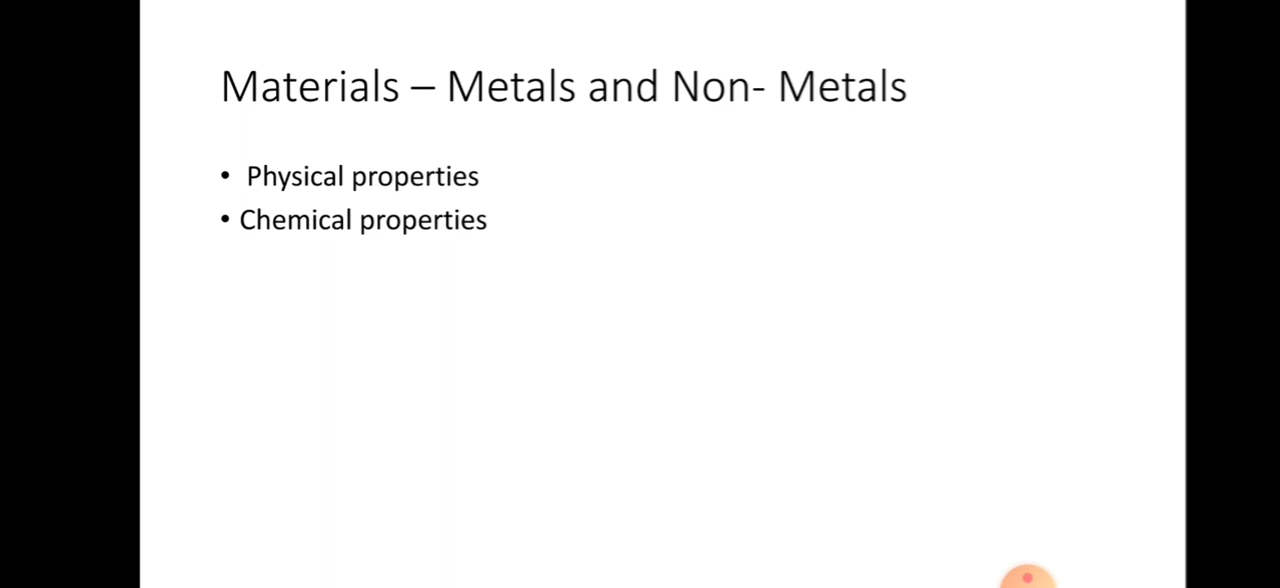 Materials – Metals and Non- Metals
• Physical properties
• Chemical properties